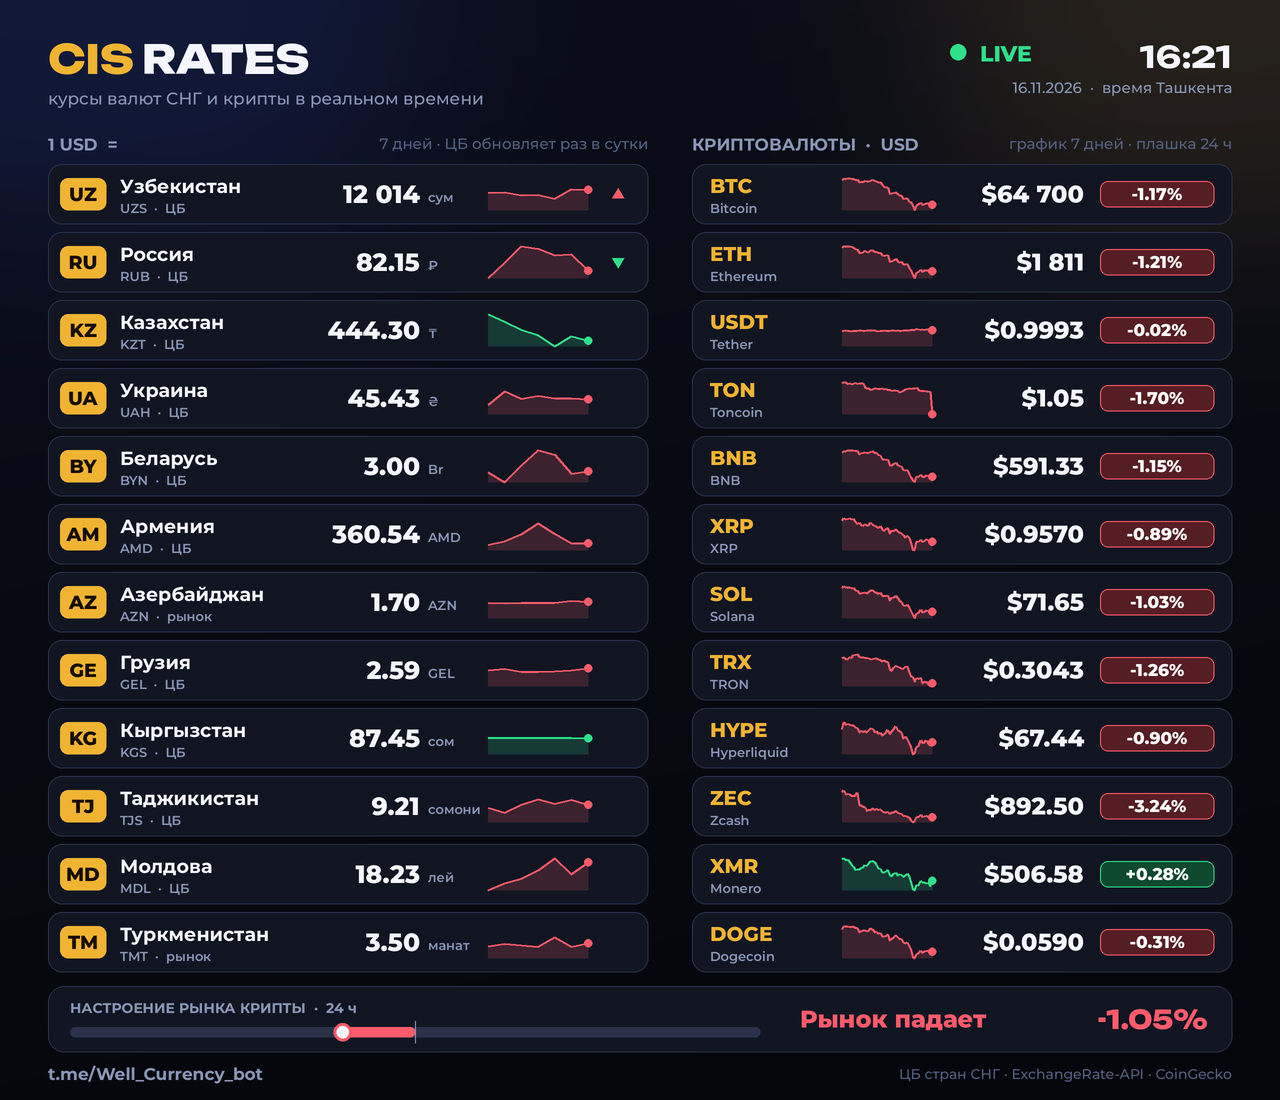 CIS RATES
курсы валют СНГ и крипты в реальном времени
LIVE
16:21
16.11.2026 · время Ташкента
1 USD =
7 дней · ЦБ обновляет раз в сутки
UZ Узбекистан 12 014 сум
UZS · ЦБ
RU Россия 82.15 ₽
RUB · ЦБ
KZ Казахстан 444.30 ₸
KZT · ЦБ
UA Украина 45.43 ₴
UAH · ЦБ
BY Беларусь 3.00 Br
BYN · ЦБ
AM Армения 360.54 AMD
AMD · ЦБ
AZ Азербайджан 1.70 AZN
AZN · рынок
GE Грузия 2.59 GEL
GEL · ЦБ
KG Кыргызстан 87.45 сом
KGS · ЦБ
TJ Таджикистан 9.21 сомони
TJS · ЦБ
MD Молдова 18.23 лей
MDL · ЦБ
TM Туркменистан 3.50 манат
TMT · рынок
КРИПТОВАЛЮТЫ · USD
график 7 дней · плашка 24 ч
BTC $64 700 -1.17%
Bitcoin
ETH $1 811 -1.21%
Ethereum
USDT $0.9993 -0.02%
Tether
TON $1.05 -1.70%
Toncoin
BNB $591.33 -1.15%
BNB
XRP $0.9570 -0.89%
XRP
SOL $71.65 -1.03%
Solana
TRX $0.3043 -1.26%
TRON
HYPE $67.44 -0.90%
Hyperliquid
ZEC $892.50 -3.24%
Zcash
XMR $506.58 +0.28%
Monero
DOGE $0.0590 -0.31%
Dogecoin
НАСТРОЕНИЕ РЫНКА КРИПТЫ · 24 ч
Рынок падает
-1.05%
t.me/Well_Currency_bot
ЦБ стран СНГ · ExchangeRate-API · CoinGecko